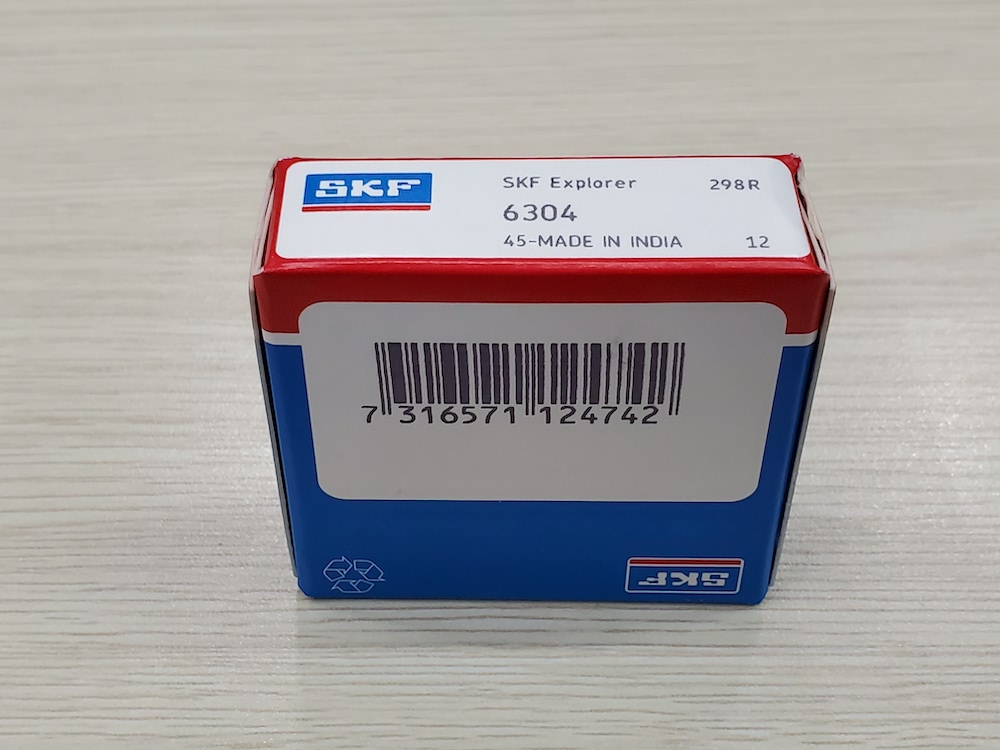 SKF
SKF Explorer 298R
6304
45-MADE IN INDIA 12
7 316571 124742
SKF